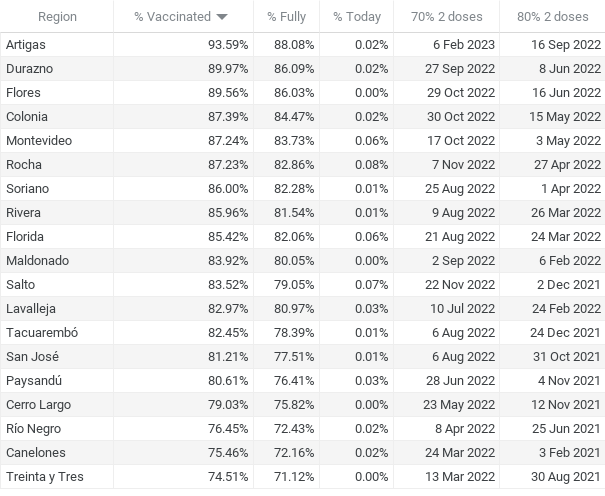 Region % Vaccinated % Fully % Today 70% 2 doses 80% 2 doses
Artigas 93.59% 88.08% 0.02% 6 Feb 2023 16 Sep 2022
Durazno 89.97% 86.09% 0.02% 27 Sep 2022 8 Jun 2022
Flores 89.56% 86.03% 0.00% 29 Oct 2022 16 Jun 2022
Colonia 87.39% 84.47% 0.02% 30 Oct 2022 15 May 2022
Montevideo 87.24% 83.73% 0.06% 17 Oct 2022 3 May 2022
Rocha 87.23% 82.86% 0.08% 7 Nov 2022 27 Apr 2022
Soriano 86.00% 82.28% 0.01% 25 Aug 2022 1 Apr 2022
Rivera 85.96% 81.54% 0.01% 9 Aug 2022 26 Mar 2022
Florida 85.42% 82.06% 0.06% 21 Aug 2022 24 Mar 2022
Maldonado 83.92% 80.05% 0.00% 2 Sep 2022 6 Feb 2022
Salto 83.52% 79.05% 0.07% 22 Nov 2022 2 Dec 2021
Lavalleja 82.97% 80.97% 0.03% 10 Jul 2022 24 Feb 2022
Tacuarembó 82.45% 78.39% 0.01% 6 Aug 2022 24 Dec 2021
San José 81.21% 77.51% 0.01% 6 Aug 2022 31 Oct 2021
Paysandú 80.61% 76.41% 0.03% 28 Jun 2022 4 Nov 2021
Cerro Largo 79.03% 75.82% 0.00% 23 May 2022 12 Nov 2021
Río Negro 76.45% 72.43% 0.02% 8 Apr 2022 25 Jun 2021
Canelones 75.46% 72.16% 0.02% 24 Mar 2022 3 Feb 2021
Treinta y Tres 74.51% 71.12% 0.00% 13 Mar 2022 30 Aug 2021